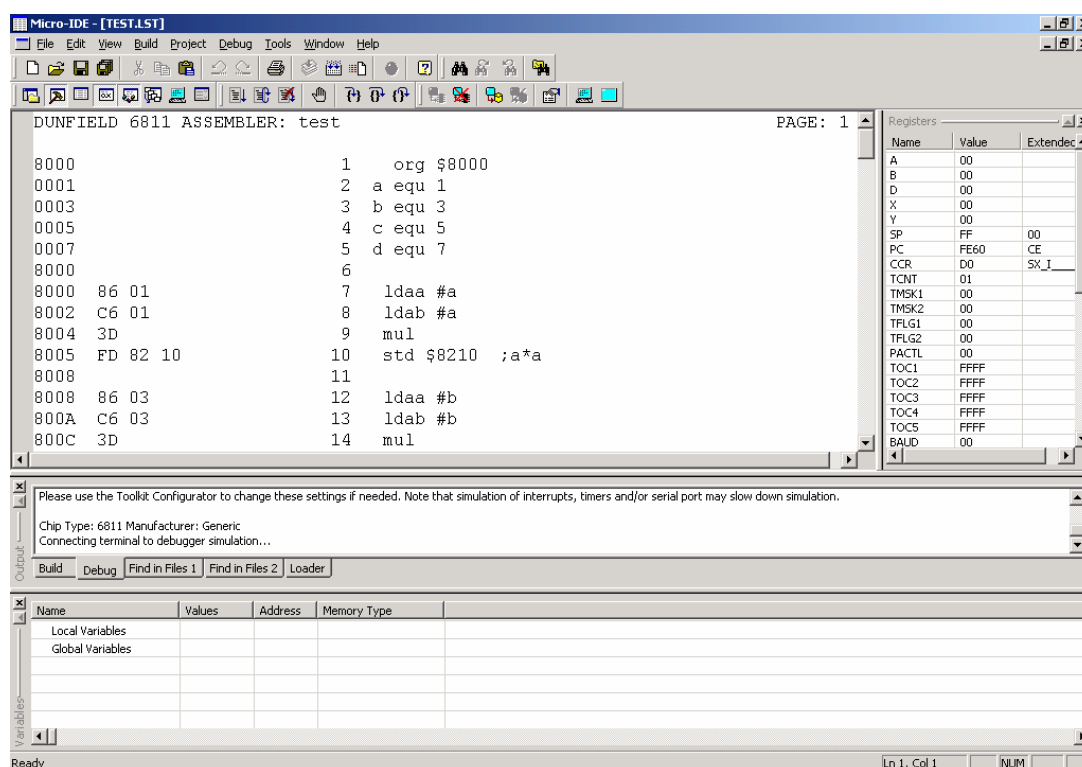 Micro-IDE - [TEST.LST]
File Edit View Build Project Debug Tools Window Help
DUNFIELD 6811 ASSEMBLER: test PAGE: 1
8000 1 org $8000
0001 2 a equ 1
0003 3 b equ 3
0005 4 c equ 5
0007 5 d equ 7
8000 6
8000 86 01 7 ldaa #a
8002 C6 01 8 ldab #a
8004 3D 9 mul
8005 FD 82 10 10 std $8210 ;a*a
8008 11
8008 86 03 12 ldaa #b
800A C6 03 13 ldab #b
800C 3D 14 mul
Registers
Name Value Extended
A 00
B 00
D 00
X 00
Y 00
SP FF 00
PC FE60 CE
CCR D0 SX_I___
TCNT 01
TMSK1 00
TMSK2 00
TFLG1 00
TFLG2 00
PACTL 00
TOC1 FFFF
TOC2 FFFF
TOC3 FFFF
TOC4 FFFF
TOC5 FFFF
BAUD 00
Output
Please use the Toolkit Configurator to change these settings if needed. Note that simulation of interrupts, timers and/or serial port may slow down simulation.
Chip Type: 6811 Manufacturer: Generic
Connecting terminal to debugger simulation...
Build Debug Find in Files 1 Find in Files 2 Loader
Variables
Name Values Address Memory Type
Local Variables
Global Variables
Ready Ln 1, Col 1 NUM